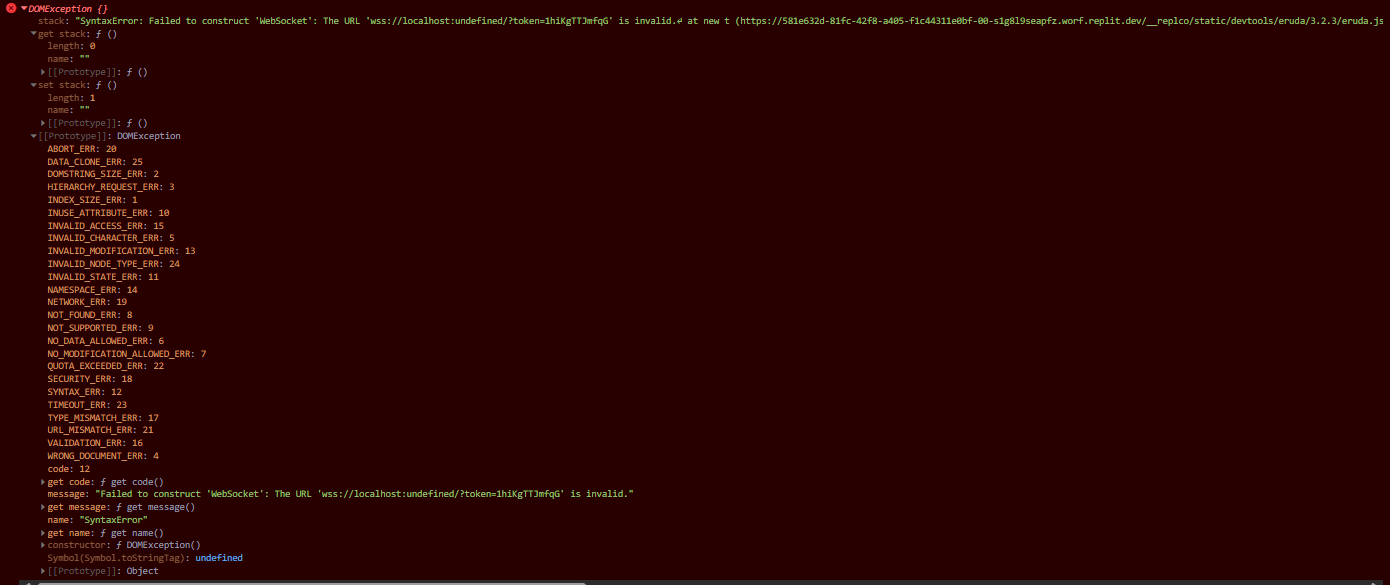 DOMException {}
stack: "SyntaxError: Failed to construct 'WebSocket': The URL 'wss://localhost:undefined/?token=1hiKgTTJmfqG' is invalid.↵ at new t (https://581e632d-81fc-42f8-a405-f1c44311e0bf-00-s1g8l9seapfz.worf.replit.dev/__replco/static/devtools/eruda/3.2.3/eruda.js
get stack: ƒ ()
length: 0
name: ""
[[Prototype]]: ƒ ()
set stack: ƒ ()
length: 1
name: ""
[[Prototype]]: ƒ ()
[[Prototype]]: DOMException
ABORT_ERR: 20
DATA_CLONE_ERR: 25
DOMSTRING_SIZE_ERR: 2
HIERARCHY_REQUEST_ERR: 3
INDEX_SIZE_ERR: 1
INUSE_ATTRIBUTE_ERR: 10
INVALID_ACCESS_ERR: 15
INVALID_CHARACTER_ERR: 5
INVALID_MODIFICATION_ERR: 13
INVALID_NODE_TYPE_ERR: 24
INVALID_STATE_ERR: 11
NAMESPACE_ERR: 14
NETWORK_ERR: 19
NOT_FOUND_ERR: 8
NOT_SUPPORTED_ERR: 9
NO_DATA_ALLOWED_ERR: 6
NO_MODIFICATION_ALLOWED_ERR: 7
QUOTA_EXCEEDED_ERR: 22
SECURITY_ERR: 18
SYNTAX_ERR: 12
TIMEOUT_ERR: 23
TYPE_MISMATCH_ERR: 17
URL_MISMATCH_ERR: 21
VALIDATION_ERR: 16
WRONG_DOCUMENT_ERR: 4
code: 12
get code: ƒ get code()
message: "Failed to construct 'WebSocket': The URL 'wss://localhost:undefined/?token=1hiKgTTJmfqG' is invalid."
get message: ƒ get message()
name: "SyntaxError"
get name: ƒ get name()
constructor: ƒ DOMException()
Symbol(Symbol.toStringTag): undefined
[[Prototype]]: Object